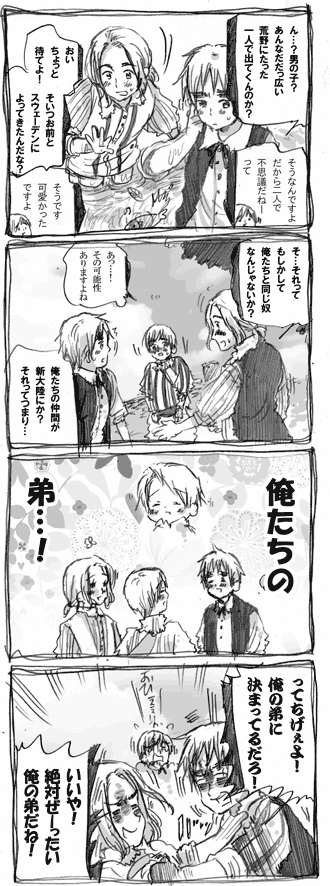 ん…？男の子？
あんなだだっ広い
荒野にたった
一人で出てくんのか？
そうなんですよ
だから二人で
不思議だねー
って
おい
ちょっと
待てよ！
そいつお前と
スウェーデンに
よってきたんだな？
そうです
可愛かった
ですよ
そ…それって
もしかして
俺たちと同じ奴
なんじゃないか？
あっ…！
その可能性
ありますよね
俺たちの仲間が
新大陸にか？
それってつまり…
俺たちの
弟…！
ってちげぇよ！
俺の弟に
決まってるだろ！
いいや！
絶対ぜーったい
俺の弟だね！